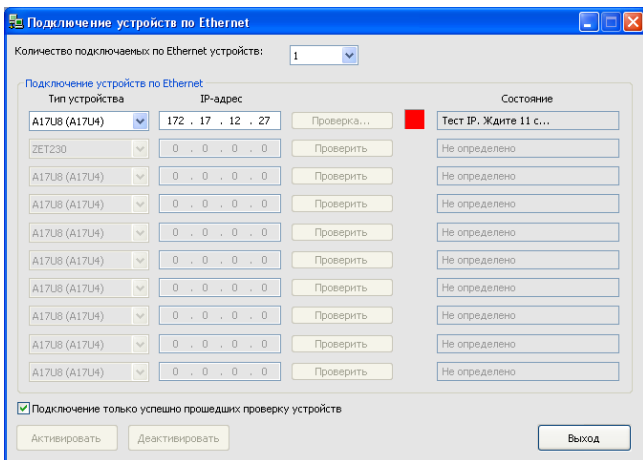 Подключение устройств по Ethernet
Количество подключаемых по Ethernet устройств: 1
Подключение устройств по Ethernet
Тип устройства IP-адрес Состояние
A17U8 (A17U4) 172 . 17 . 12 . 27 Проверка... Тест IP. Ждите 11 с...
ZET230 0 . 0 . 0 . 0 Проверить Не определено
A17U8 (A17U4) 0 . 0 . 0 . 0 Проверить Не определено
A17U8 (A17U4) 0 . 0 . 0 . 0 Проверить Не определено
A17U8 (A17U4) 0 . 0 . 0 . 0 Проверить Не определено
A17U8 (A17U4) 0 . 0 . 0 . 0 Проверить Не определено
A17U8 (A17U4) 0 . 0 . 0 . 0 Проверить Не определено
A17U8 (A17U4) 0 . 0 . 0 . 0 Проверить Не определено
A17U8 (A17U4) 0 . 0 . 0 . 0 Проверить Не определено
A17U8 (A17U4) 0 . 0 . 0 . 0 Проверить Не определено
Подключение только успешно прошедших проверку устройств
Активировать Деактивировать Выход